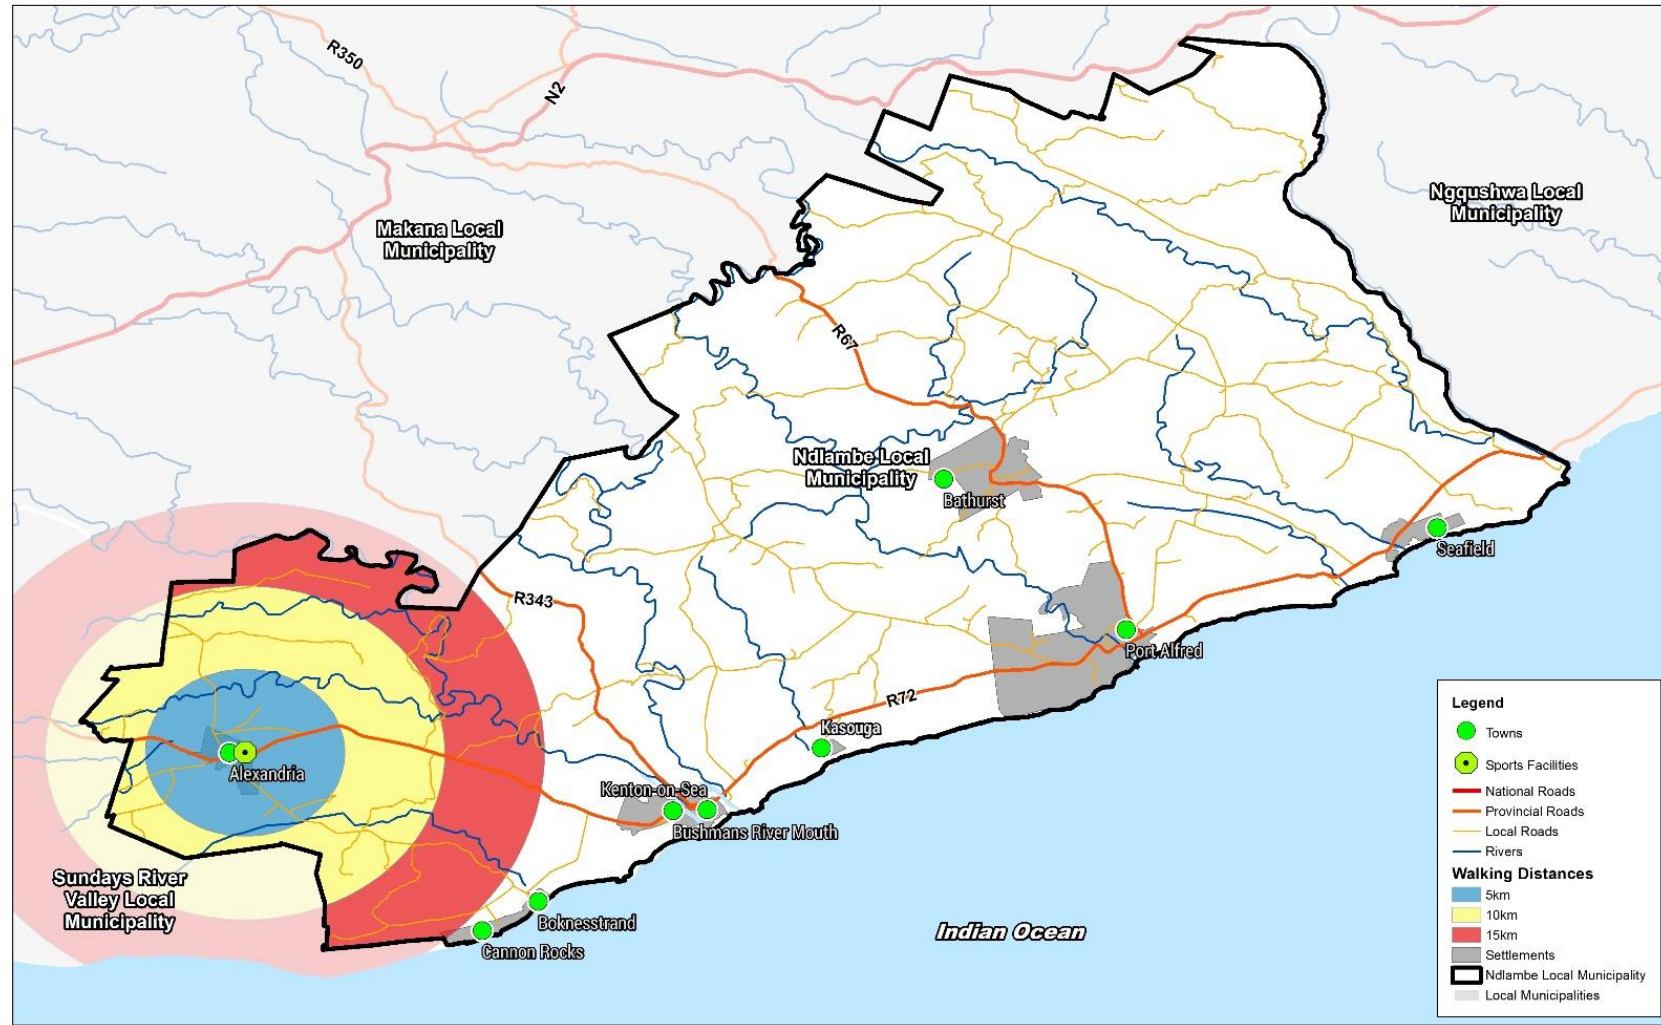 R350
N2
Makana Local
Municipality
Ngqushwa Local
Municipality
R67
Ndlambe Local
Municipality
Bathurst
Seafield
R343
Port Alfred
R72
Kasouga
Alexandria
Kenton-on-Sea
Bushmans River Mouth
Sundays River
Valley Local
Municipality
Boknesstrand
Cannon Rocks
Indian Ocean
Legend
Towns
Sports Facilities
National Roads
Provincial Roads
Local Roads
Rivers
Walking Distances
5km
10km
15km
Settlements
Ndlambe Local Municipality
Local Municipalities